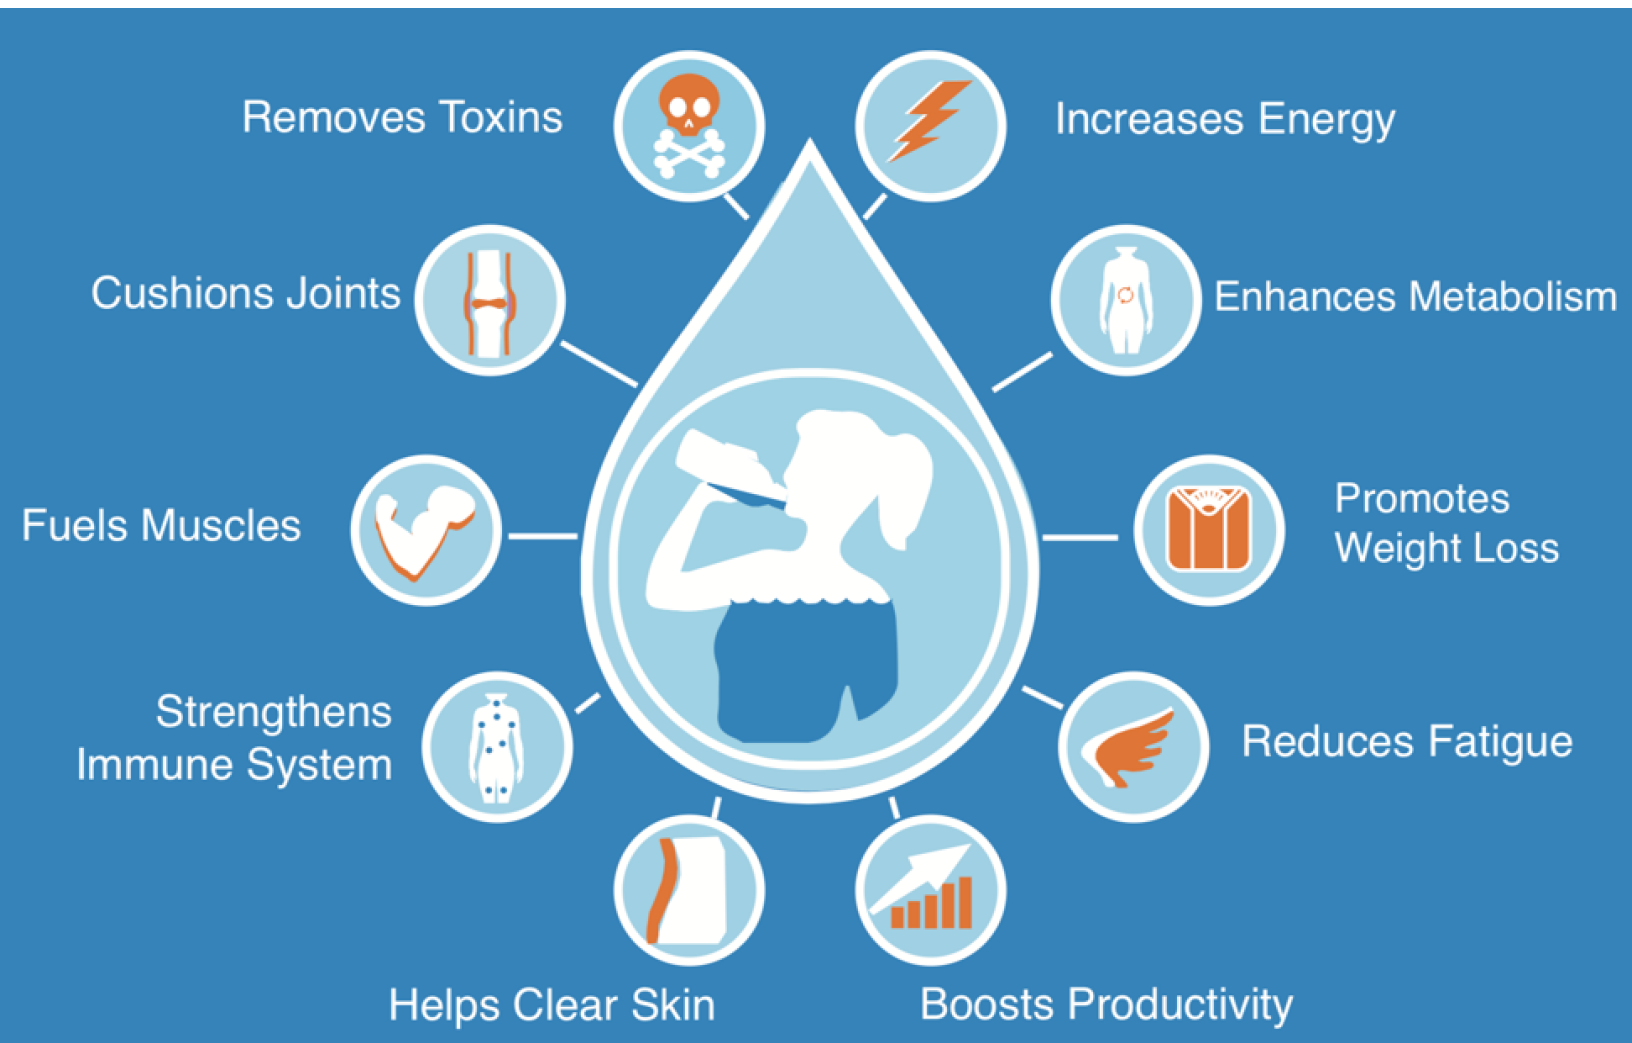 Removes Toxins
Increases Energy
Cushions Joints
Enhances Metabolism
Fuels Muscles
Promotes
Weight Loss
Strengthens
Immune System
Reduces Fatigue
Helps Clear Skin
Boosts Productivity